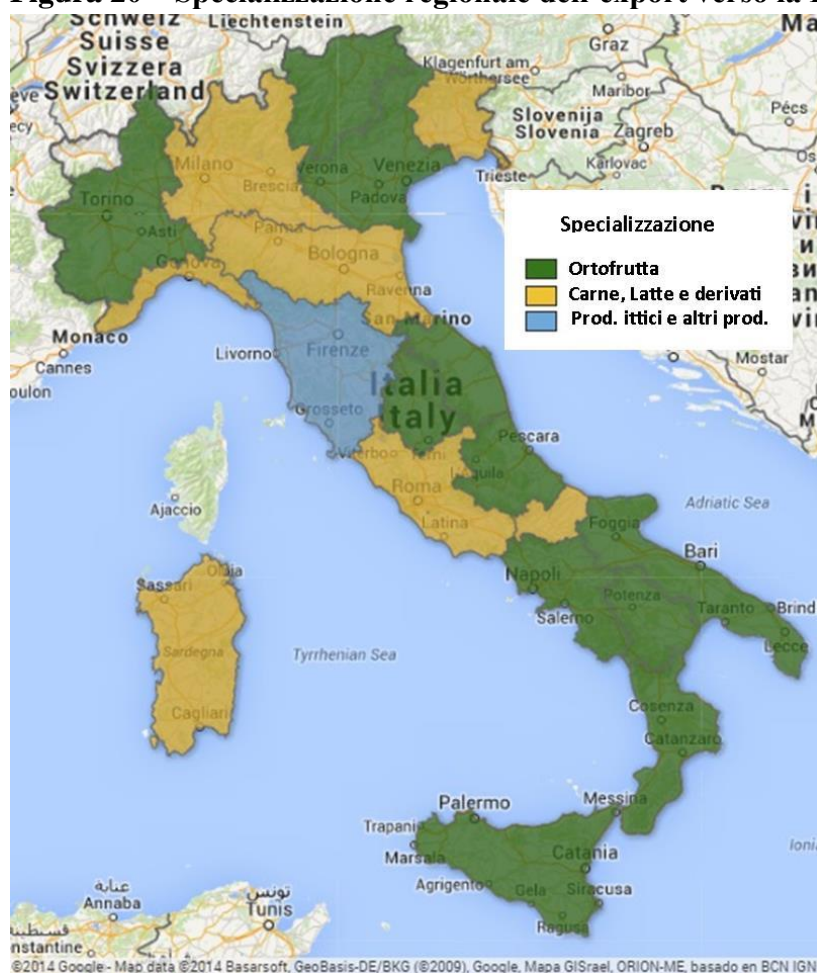 Specializzazione regionale dell'export verso la
Schweiz
Suisse
Svizzera
Switzerland
Liechtenstein
Graz
Klagenfurt am
Wörthersee
Maribor
Slovenija
Slovenia
Zagreb
Pécs
Karlovac
Milano
Brescia
Verona
Venezia
Padova
Trieste
Torino
Asti
Parma
Bologna
Genova
Ravenna
Specializzazione
Ortofrutta
Carne, Latte e derivati
Prod. ittici e altri prod.
San Marino
Monaco
Cannes
Livorno
Firenze
Mostar
Italia
Italy
Grosseto
Viterbo
Terni
Pescara
L'Aquila
Roma
Latina
Ajaccio
Adriatic Sea
Foggia
Bari
Olbia
Sassari
Napoli
Potenza
Salerno
Taranto
Brind
Lecce
Sardegna
Tyrrhenian Sea
Cagliari
Cosenza
Catanzaro
Palermo
Messina
Trapani
Marsala
Catania
Agrigento
Gela
Siracusa
Ragusa
عنابة
Annaba
تونس
Tunis
nstantine
©2014 Google - Map data ©2014 Basarsoft, GeoBasis-DE/BKG (©2009), Google, Mapa GISrael, ORION-ME, basado en BCN IGN